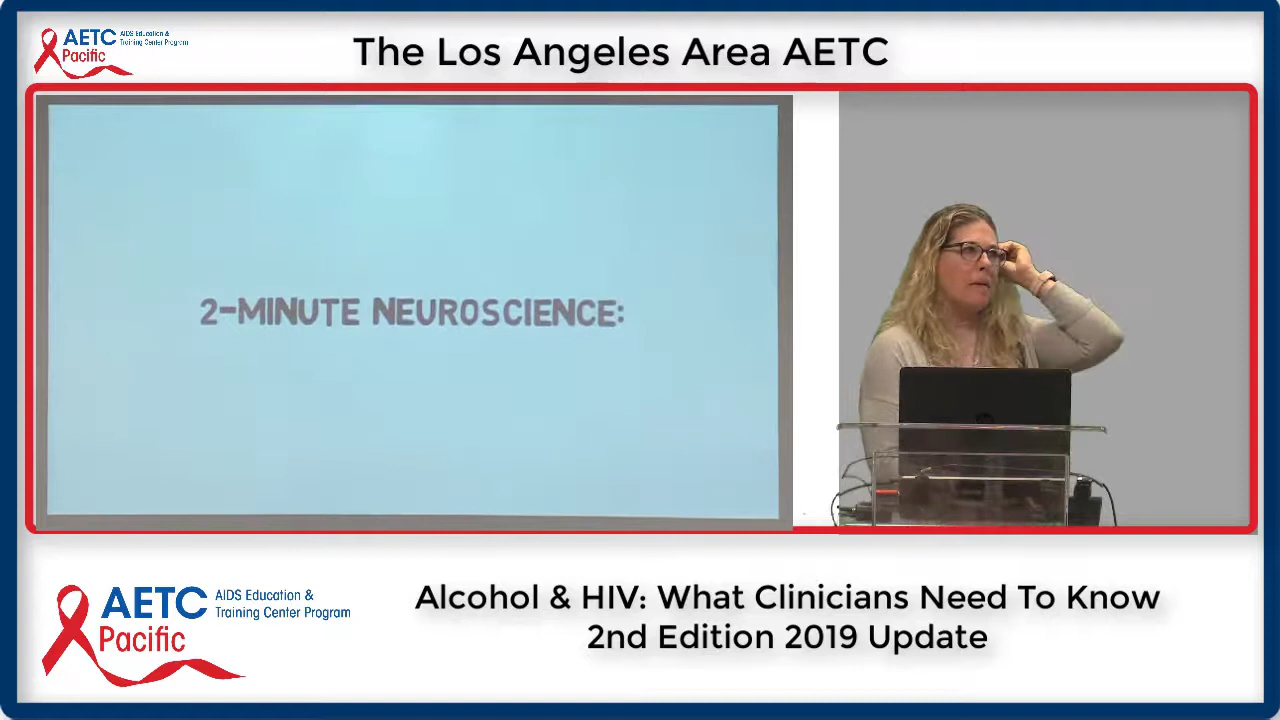 AETC
AIDS Education &
Training Center Program
Pacific
The Los Angeles Area AETC
2-MINUTE NEUROSCIENCE:
AETC
AIDS Education &
Training Center Program
Pacific
Alcohol & HIV: What Clinicians Need To Know
2nd Edition 2019 Update